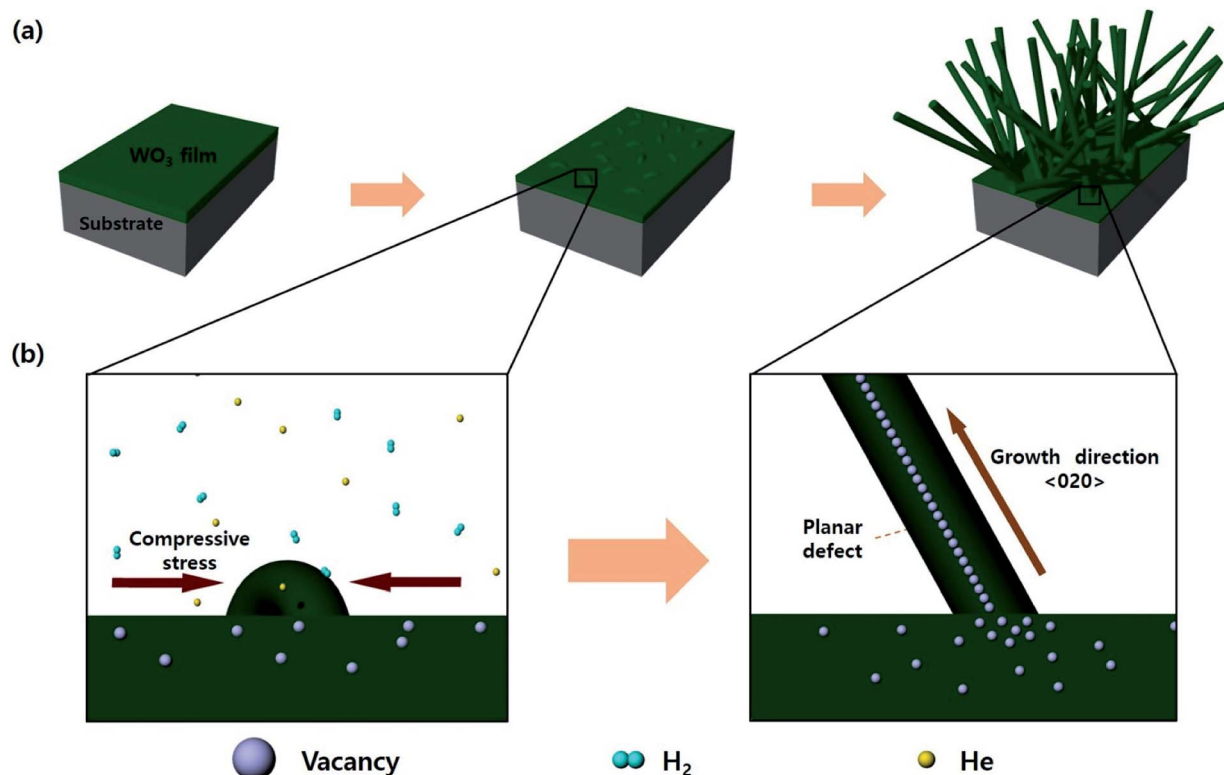 (a)
WO₃ film
Substrate
(b)
Compressive
stress
Growth direction
<020>
Planar
defect
Vacancy
H₂
He